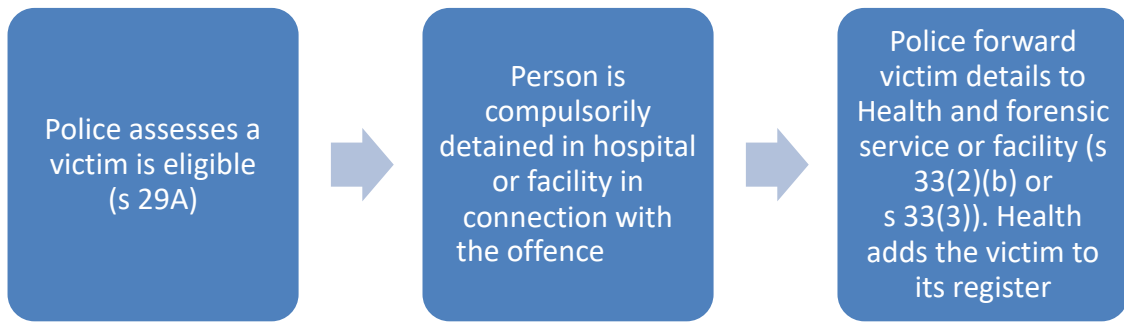 Police assesses a
victim is eligible
(s 29A)
Person is
compulsorily
detained in hospital
or facility in
connection with
the offence
Police forward
victim details to
Health and forensic
service or facility (s
33(2)(b) or
s 33(3)). Health
adds the victim to
its register